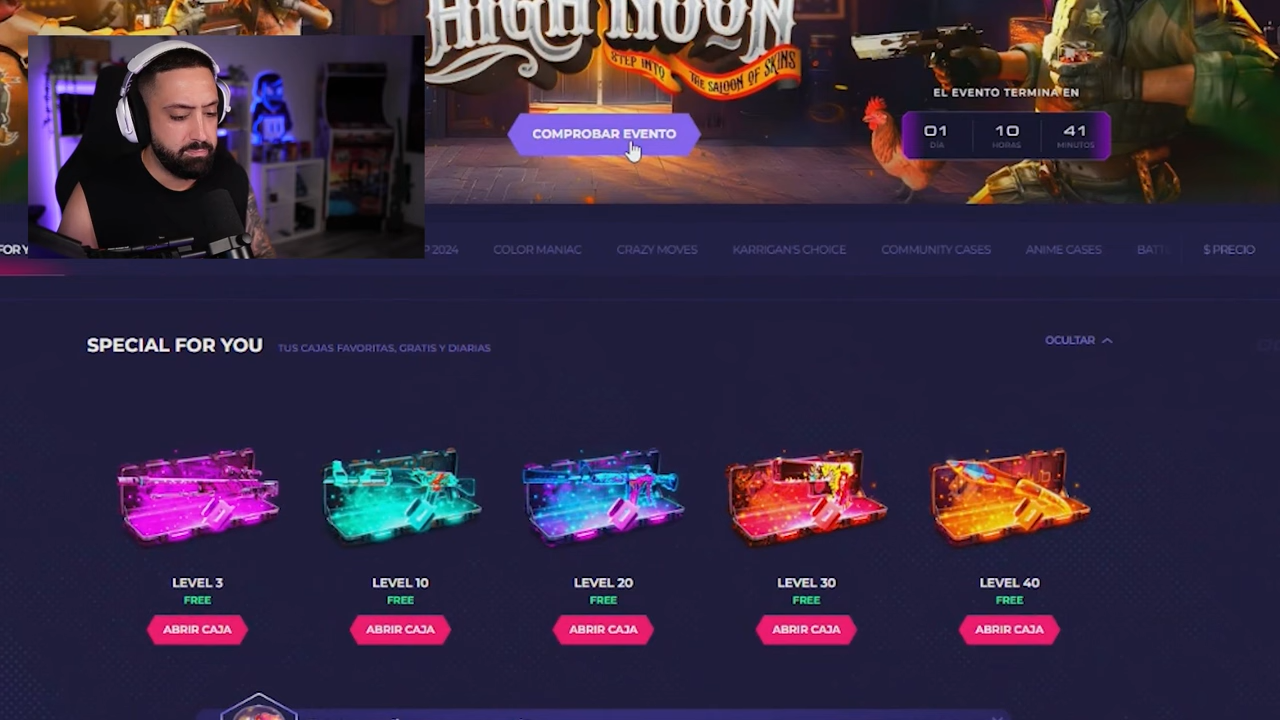 HIGH NOON
STEP INTO THE SALOON OF SKINS
COMPROBAR EVENTO
EL EVENTO TERMINA EN
01 10 41
DÍA HORAS MINUTOS
FOR Y
2024 COLOR MANIAC CRAZY MOVES KARRIGAN'S CHOICE COMMUNITY CASES ANIME CASES BATTL $ PRECIO
SPECIAL FOR YOU TUS CAJAS FAVORITAS, GRATIS Y DIARIAS OCULTAR
LEVEL 3 LEVEL 10 LEVEL 20 LEVEL 30 LEVEL 40
FREE FREE FREE FREE FREE
ABRIR CAJA ABRIR CAJA ABRIR CAJA ABRIR CAJA ABRIR CAJA